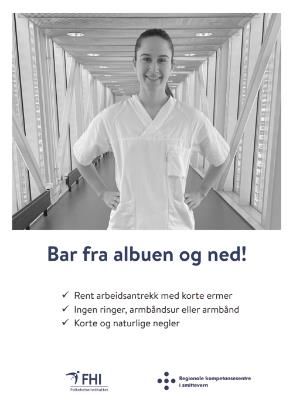 Bar fra albuen og ned!
✓ Rent arbeidsantrekk med korte ermer
✓ Ingen ringer, armbåndsur eller armbånd
✓ Korte og naturlige negler
FHI
Folkehelseinstituttet
Regionale kompetansesentre
i smittevern